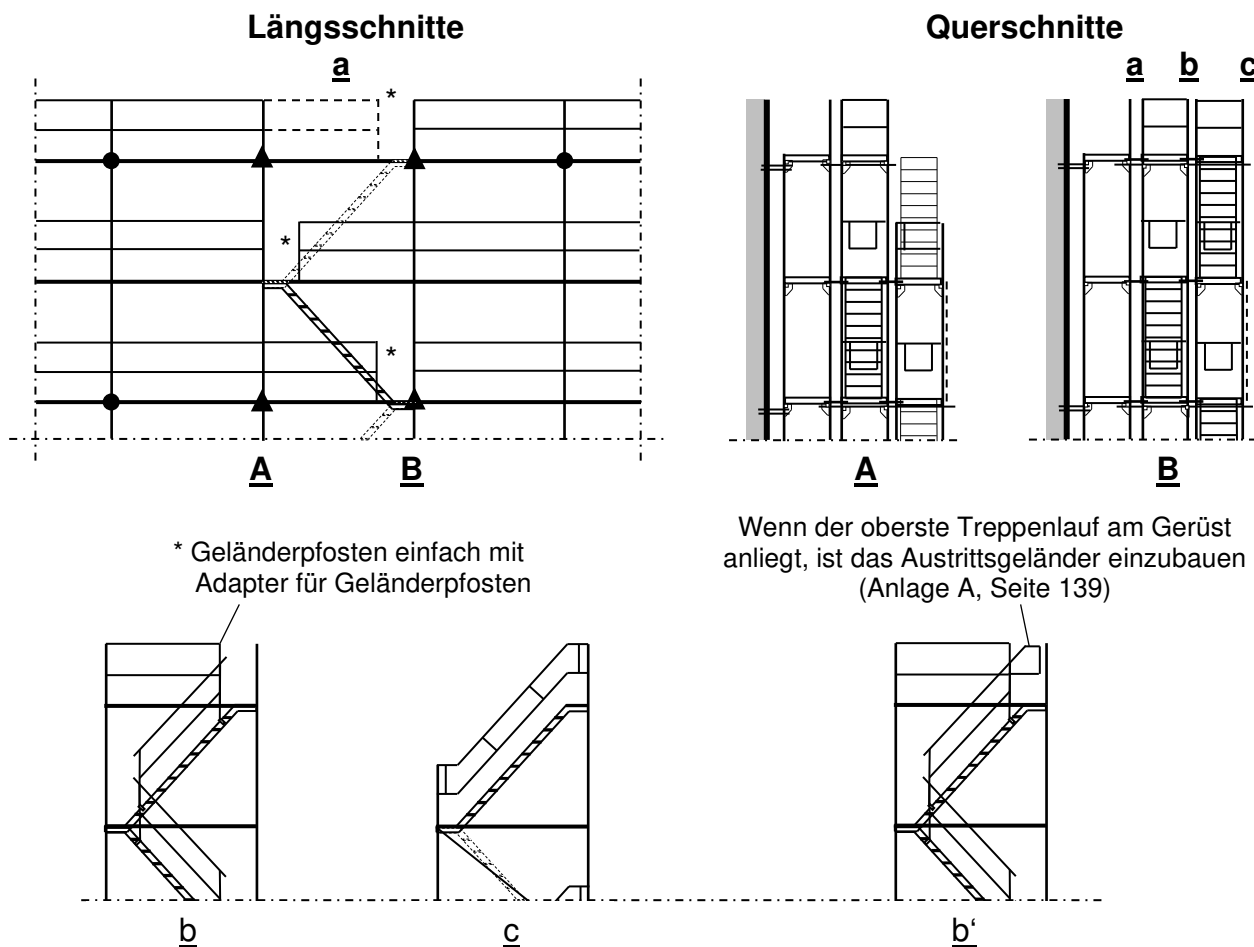 Längsschnitte
Querschnitte
a
a b c
*
*
*
A B
A
B
* Geländerpfosten einfach mit
Adapter für Geländerpfosten
Wenn der oberste Treppenlauf am Gerüst
anliegt, ist das Austrittsgeländer einzubauen
(Anlage A, Seite 139)
b
c
b‘